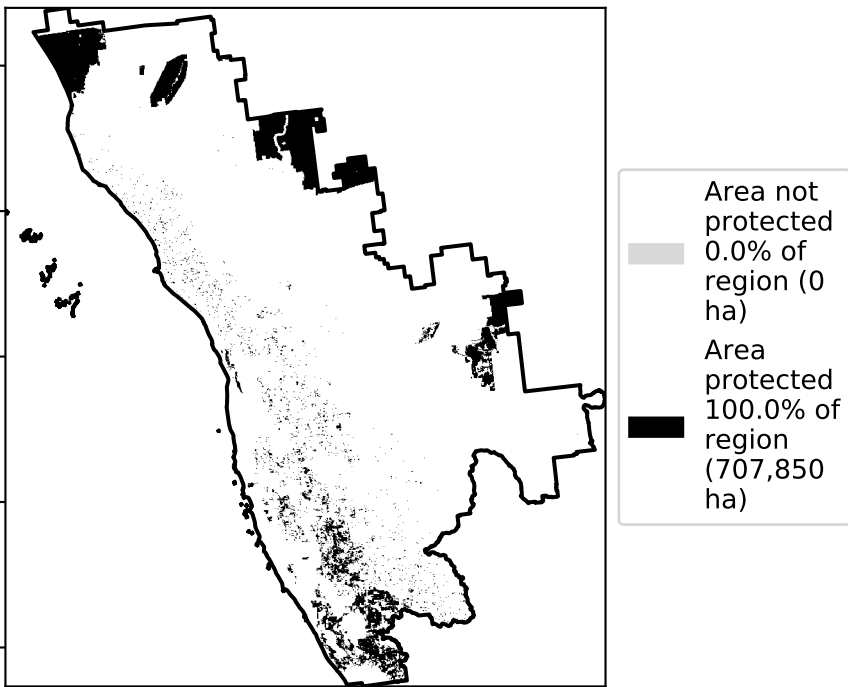 Area not
protected
0.0% of
region (0
ha)
Area
protected
100.0% of
region
(707,850
ha)